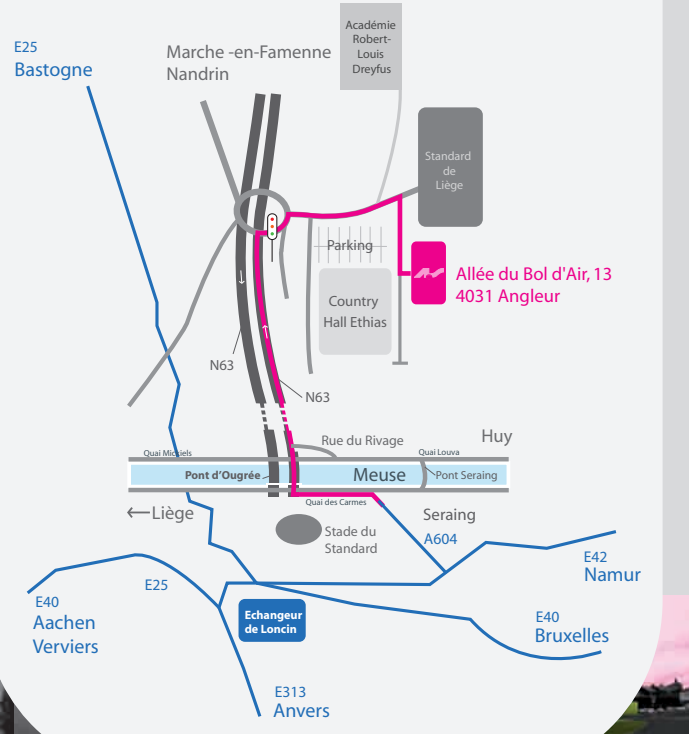 Académie
Robert-
Louis
Dreyfus
E25
Bastogne
Marche -en-Famenne
Nandrin
Standard
de
Liège
Parking
Allée du Bol d'Air, 13
4031 Angleur
Country
Hall Ethias
N63
N63
Rue du Rivage
Huy
Quai Louva
Pont d'Ougrée
Meuse
Pont Seraing
Quai des Carmes
Liège
Stade du
Standard
Seraing
A604
E42
Namur
E25
E40
Aachen
Verviers
Echangeur
de Loncin
E40
Bruxelles
E313
Anvers